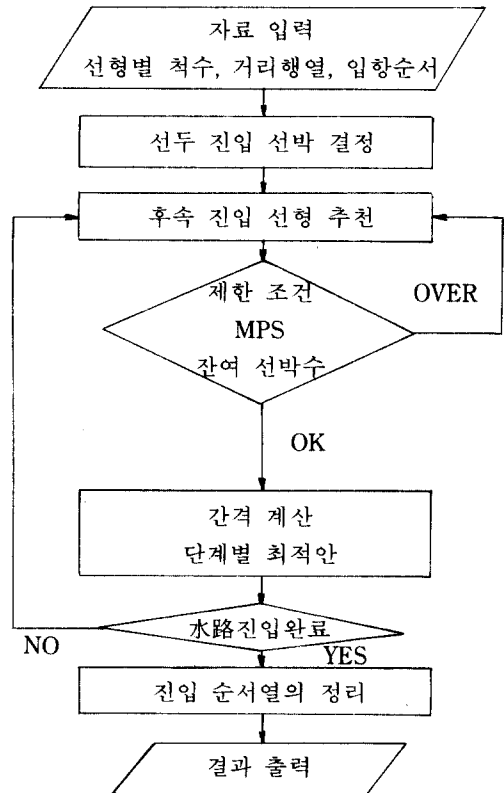 자료 입력
선형별 척수, 거리행열, 입항순서
선두 진입 선박 결정
후속 진입 선형 추천
제한 조건
MPS
잔여 선박수
OVER
OK
간격 계산
단계별 최적안
水路진입완료
NO
YES
진입 순서열의 정리
결과 출력